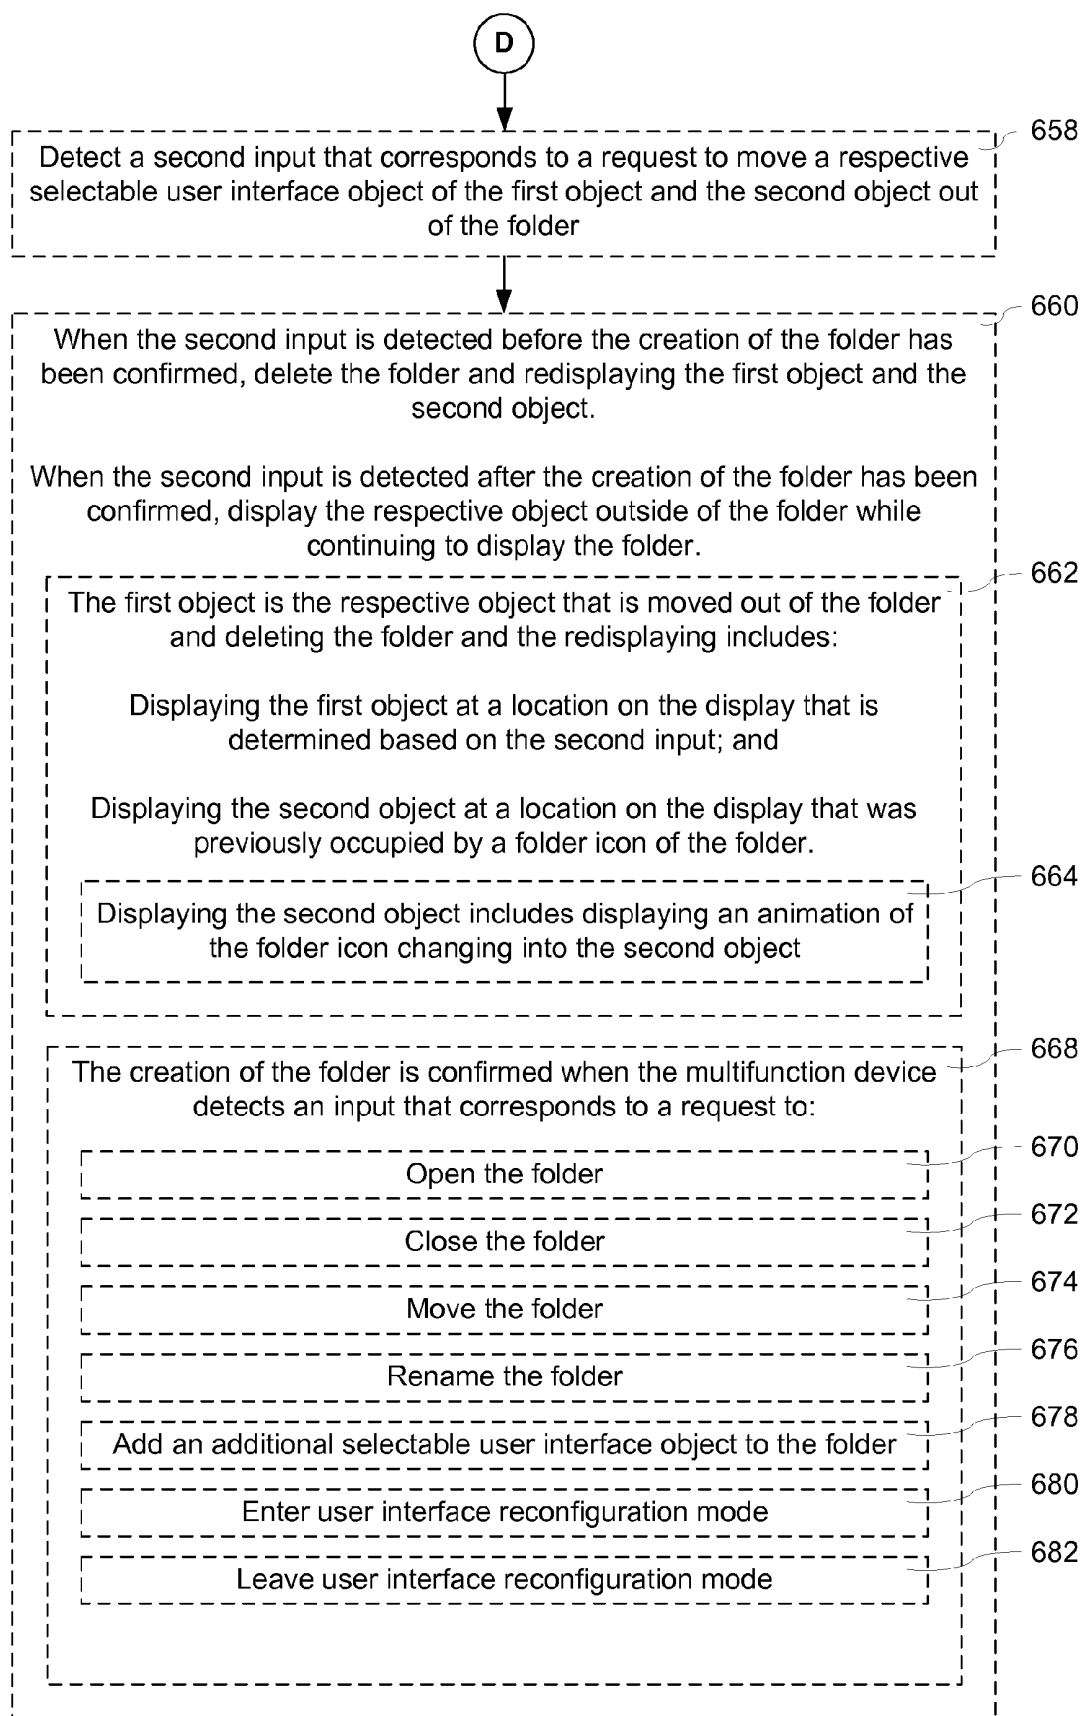 D
658
Detect a second input that corresponds to a request to move a respective
selectable user interface object of the first object and the second object out
of the folder
660
When the second input is detected before the creation of the folder has
been confirmed, delete the folder and redisplaying the first object and the
second object.
When the second input is detected after the creation of the folder has been
confirmed, display the respective object outside of the folder while
continuing to display the folder.
662
The first object is the respective object that is moved out of the folder
and deleting the folder and the redisplaying includes:
Displaying the first object at a location on the display that is
determined based on the second input; and
Displaying the second object at a location on the display that was
previously occupied by a folder icon of the folder.
664
Displaying the second object includes displaying an animation of
the folder icon changing into the second object
668
The creation of the folder is confirmed when the multifunction device
detects an input that corresponds to a request to:
670
Open the folder
672
Close the folder
674
Move the folder
676
Rename the folder
678
Add an additional selectable user interface object to the folder
680
Enter user interface reconfiguration mode
682
Leave user interface reconfiguration mode